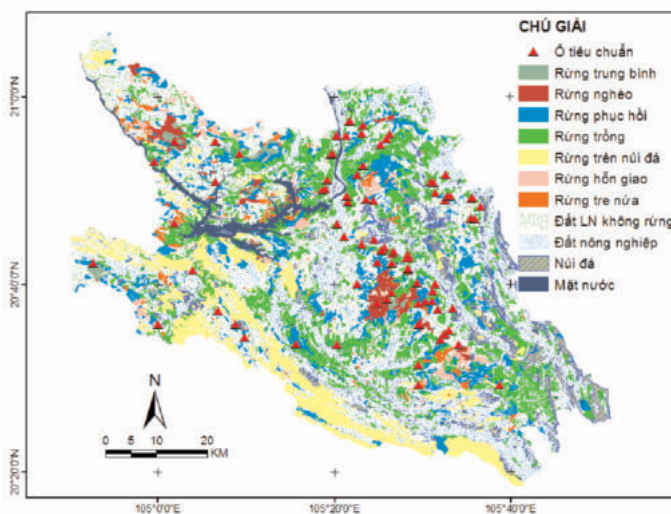 CHÚ GIẢI
Ô tiêu chuẩn
Rừng trung bình
Rừng nghèo
Rừng phục hồi
Rừng trồng
Rừng trên núi đá
Rừng hỗn giao
Rừng tre nứa
Đất LN không rừng
Đất nông nghiệp
Núi đá
Mặt nước
21°0'0"N
20°40'0"N
20°20'0"N
N
0 5 10 20
KM
105°0'0"E 105°20'0"E 105°40'0"E